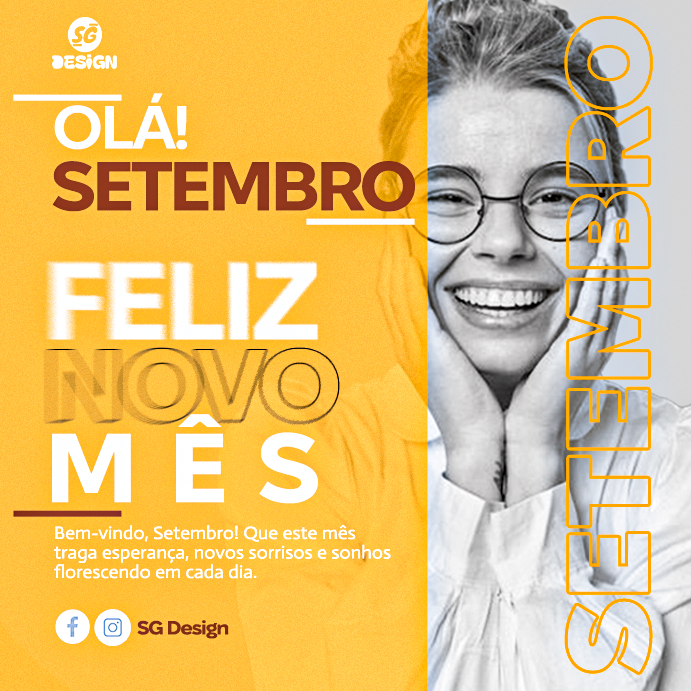 SG
DESIGN
OLÁ!
SETEMBRO
FELIZ
NOVO
MÊS
Bem-vindo, Setembro! Que este mês
traga esperança, novos sorrisos e sonhos
florescendo em cada dia.
SG Design
SETEMBRO